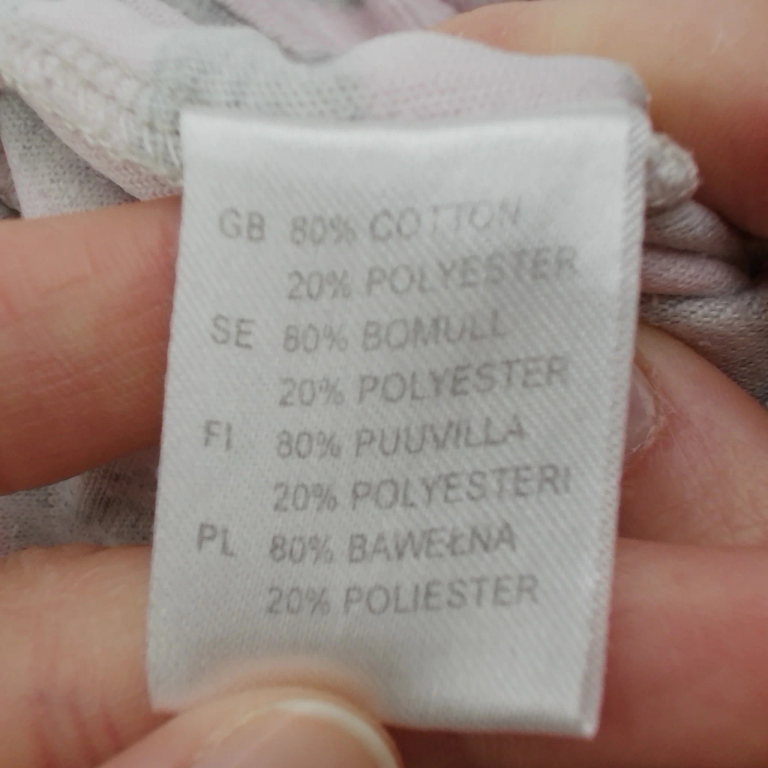 GB 80% COTTON
20% POLYESTER
SE 80% BOMULL
20% POLYESTER
FI 80% PUUVILLA
20% POLYESTERI
PL 80% BAWEŁNA
20% POLIESTER